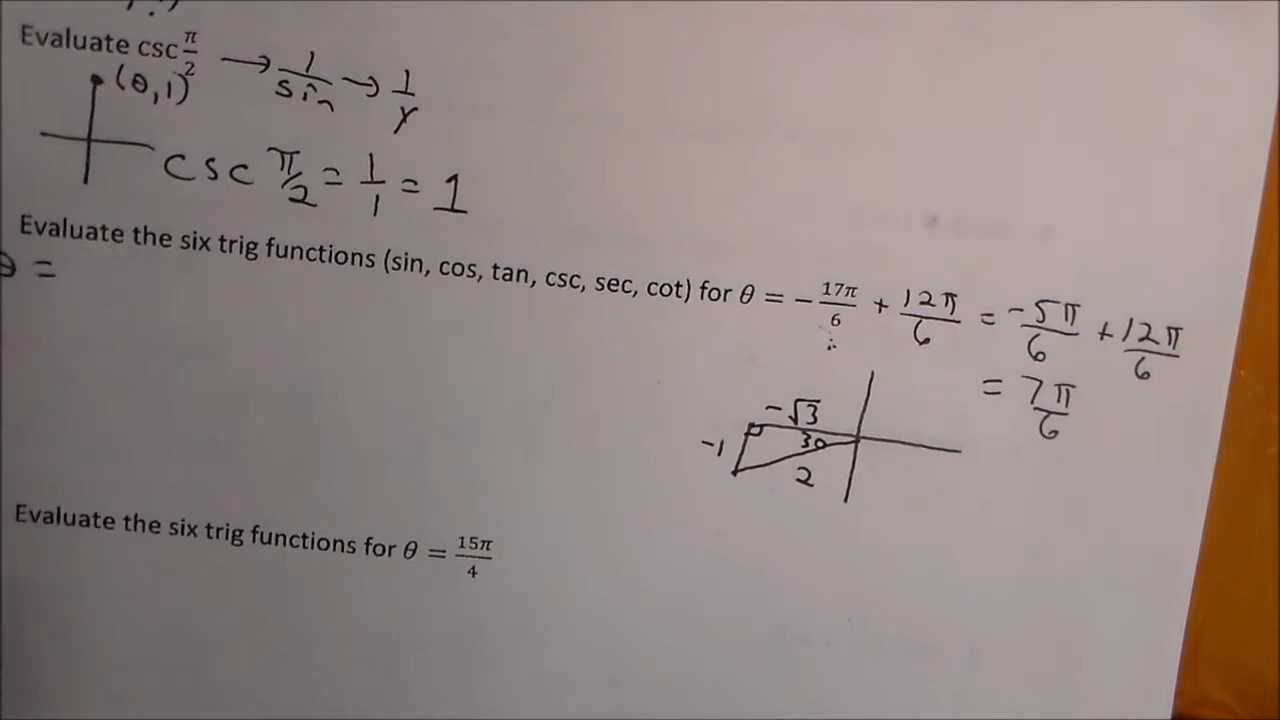 Evaluate csc π/2 → 1/sin → 1/y
(0,1)
csc π/2 = 1/1 = 1
Evaluate the six trig functions (sin, cos, tan, csc, sec, cot) for θ = − 17π/6 + 12π/6 = -5π/6 + 12π/6
θ =
= 7π/6
-√3
-1
30
2
Evaluate the six trig functions for θ = 15π/4